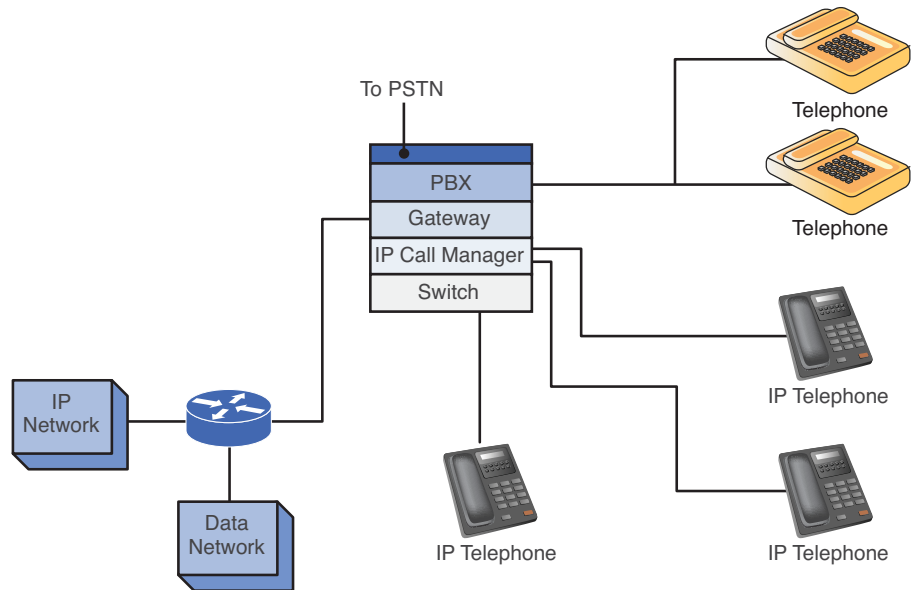 To PSTN
Telephone
PBX
Telephone
Gateway
IP Call Manager
Switch
IP Telephone
IP
Network
IP Telephone
IP Telephone
Data
Network